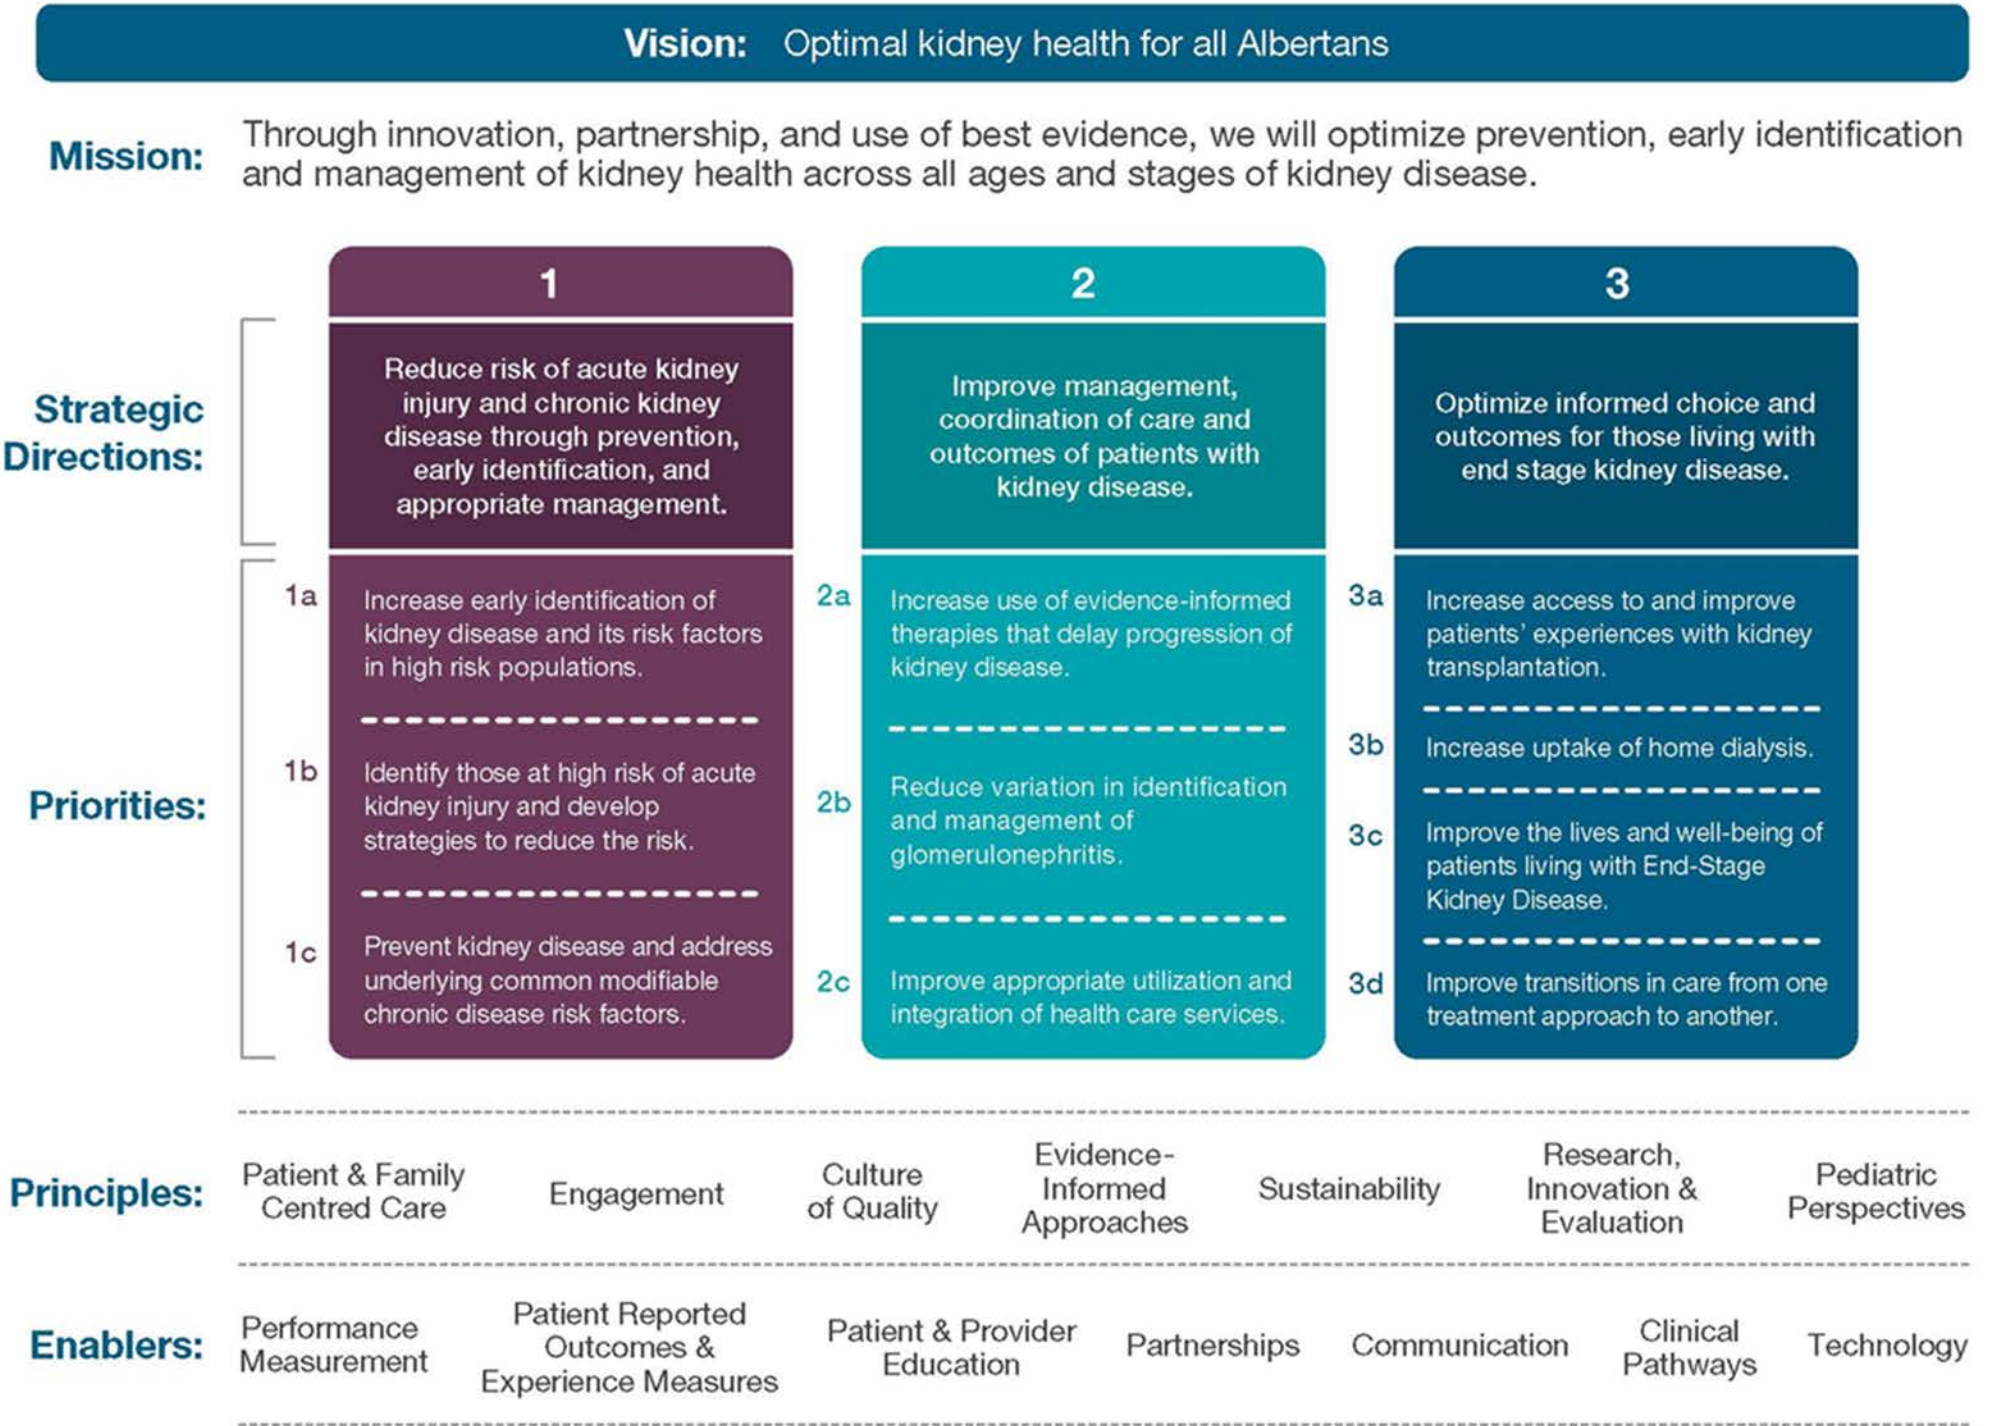 Vision: Optimal kidney health for all Albertans
Mission:
Through innovation, partnership, and use of best evidence, we will optimize prevention, early identification
and management of kidney health across all ages and stages of kidney disease.
Strategic
Directions:
1
Reduce risk of acute kidney
injury and chronic kidney
disease through prevention,
early identification, and
appropriate management.
2
Improve management,
coordination of care and
outcomes of patients with
kidney disease.
3
Optimize informed choice and
outcomes for those living with
end stage kidney disease.
Priorities:
1a
Increase early identification of
kidney disease and its risk factors
in high risk populations.
1b
Identify those at high risk of acute
kidney injury and develop
strategies to reduce the risk.
1c
Prevent kidney disease and address
underlying common modifiable
chronic disease risk factors.
2a
Increase use of evidence-informed
therapies that delay progression of
kidney disease.
2b
Reduce variation in identification
and management of
glomerulonephritis.
2c
Improve appropriate utilization and
integration of health care services.
3a
Increase access to and improve
patients' experiences with kidney
transplantation.
3b
Increase uptake of home dialysis.
3c
Improve the lives and well-being of
patients living with End-Stage
Kidney Disease.
3d
Improve transitions in care from one
treatment approach to another.
Principles:
Patient & Family
Centred Care
Engagement
Culture
of Quality
Evidence-
Informed
Approaches
Sustainability
Research,
Innovation &
Evaluation
Pediatric
Perspectives
Enablers:
Performance
Measurement
Patient Reported
Outcomes &
Experience Measures
Patient & Provider
Education
Partnerships
Communication
Clinical
Pathways
Technology